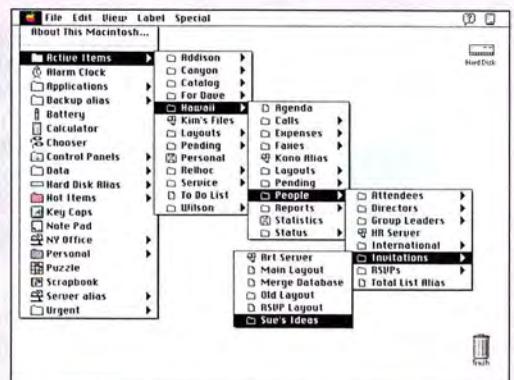 File Edit View Label Special
About This Macintosh...
Active Items
Alarm Clock
Applications
Backup alias
Battery
Calculator
Chooser
Control Panels
Data
Hard Disk Alias
Hot Items
Key Caps
Note Pad
NY Office
Personal
Puzzle
Scrapbook
Server alias
Urgent
Addison
Canyon
Catalog
For Dave
Hawaii
Kim's Files
Layouts
Pending
Personal
Relhoc
Service
To Do List
Wilson
Agenda
Calls
Expenses
Faxes
Kono Alias
Layouts
Pending
People
Reports
Statistics
Status
Attendees
Directors
Group Leaders
HR Server
International
Invitations
RSVPs
Total List Alias
Art Server
Main Layout
Merge Database
Old Layout
RSVP Layout
Sue's Ideas
Hard Disk
Trash